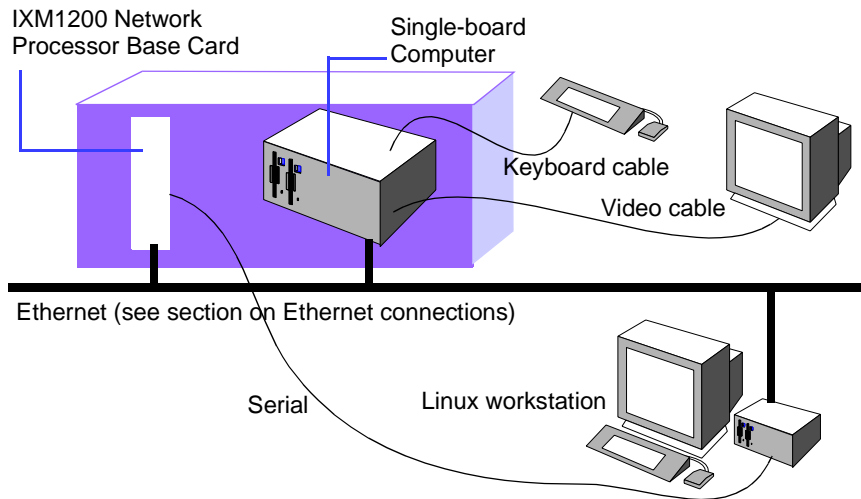 IXM1200 Network
Processor Base Card
Single-board
Computer
Keyboard cable
Video cable
Ethernet (see section on Ethernet connections)
Serial
Linux workstation